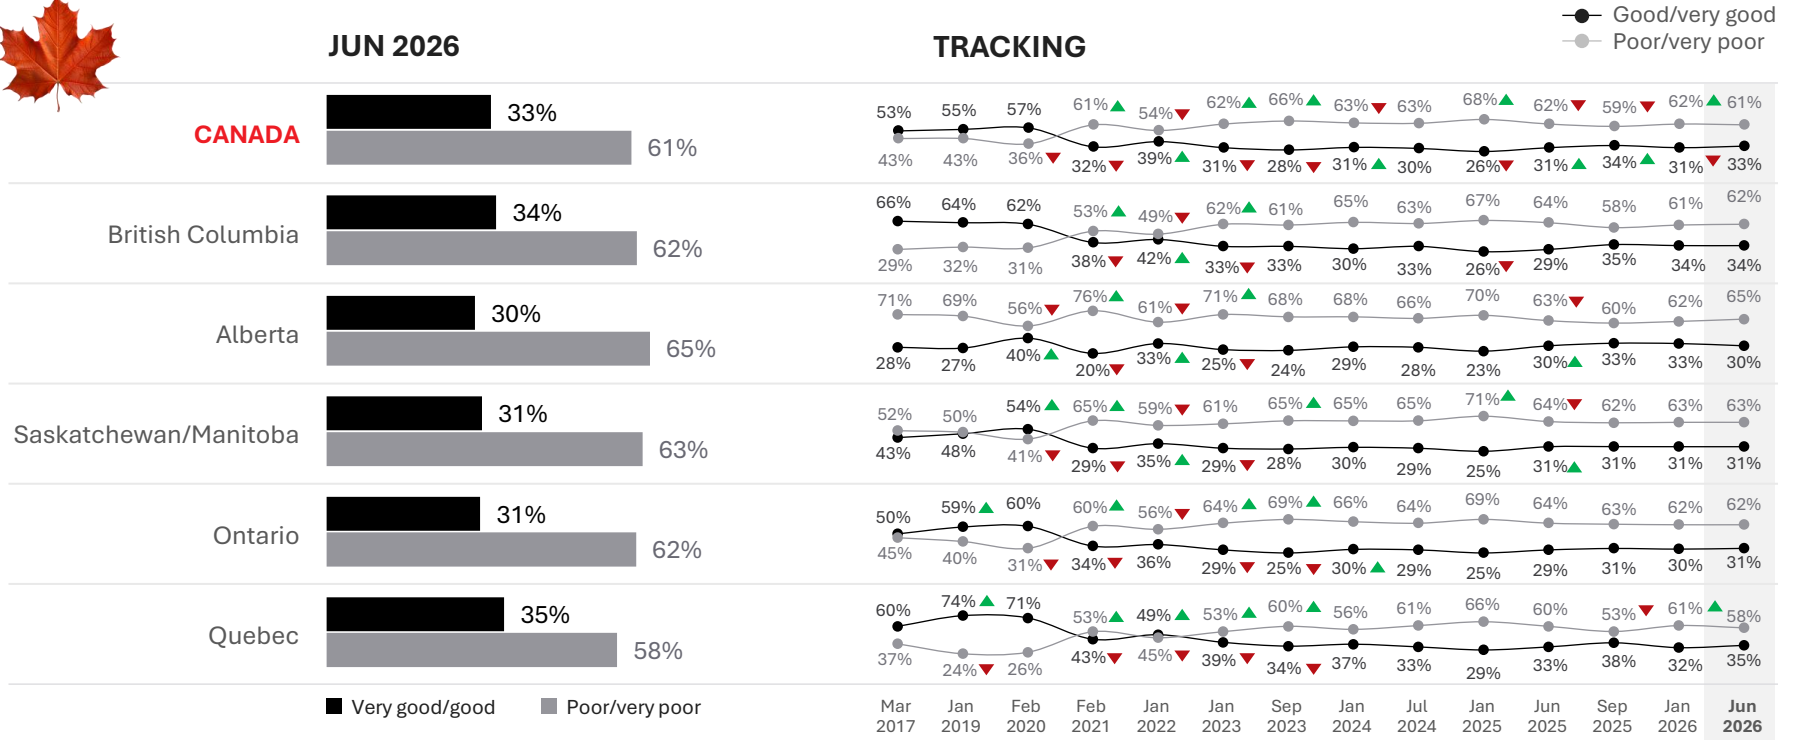 Good/very good
Poor/very poor
JUN 2026
TRACKING
CANADA
33%
61%
53% 55% 57% 61% 54% 62% 66% 63% 63% 68% 62% 59% 62% 61%
43% 43% 36% 32% 39% 31% 28% 31% 30% 26% 31% 34% 31% 33%
British Columbia
34%
62%
66% 64% 62% 53% 49% 62% 61% 65% 63% 67% 64% 58% 61% 62%
29% 32% 31% 38% 42% 33% 33% 30% 33% 26% 29% 35% 34% 34%
Alberta
30%
65%
71% 69% 56% 76% 61% 71% 68% 68% 66% 70% 63% 60% 62% 65%
28% 27% 40% 20% 33% 25% 24% 29% 28% 23% 30% 33% 33% 30%
Saskatchewan/Manitoba
31%
63%
52% 50% 54% 65% 59% 61% 65% 65% 65% 71% 64% 62% 63% 63%
43% 48% 41% 29% 35% 29% 28% 30% 29% 25% 31% 31% 31% 31%
Ontario
31%
62%
50% 59% 60% 60% 56% 64% 69% 66% 64% 69% 64% 63% 62% 62%
45% 40% 31% 34% 36% 29% 25% 30% 29% 25% 29% 31% 30% 31%
Quebec
35%
58%
60% 74% 71% 53% 49% 53% 60% 56% 61% 66% 60% 53% 61% 58%
37% 24% 26% 43% 45% 39% 34% 37% 33% 29% 33% 38% 32% 35%
Very good/good
Poor/very poor
Mar Jan Feb Feb Jan Jan Sep Jan Jul Jan Jun Sep Jan Jun
2017 2019 2020 2021 2022 2023 2023 2024 2024 2025 2025 2025 2026 2026